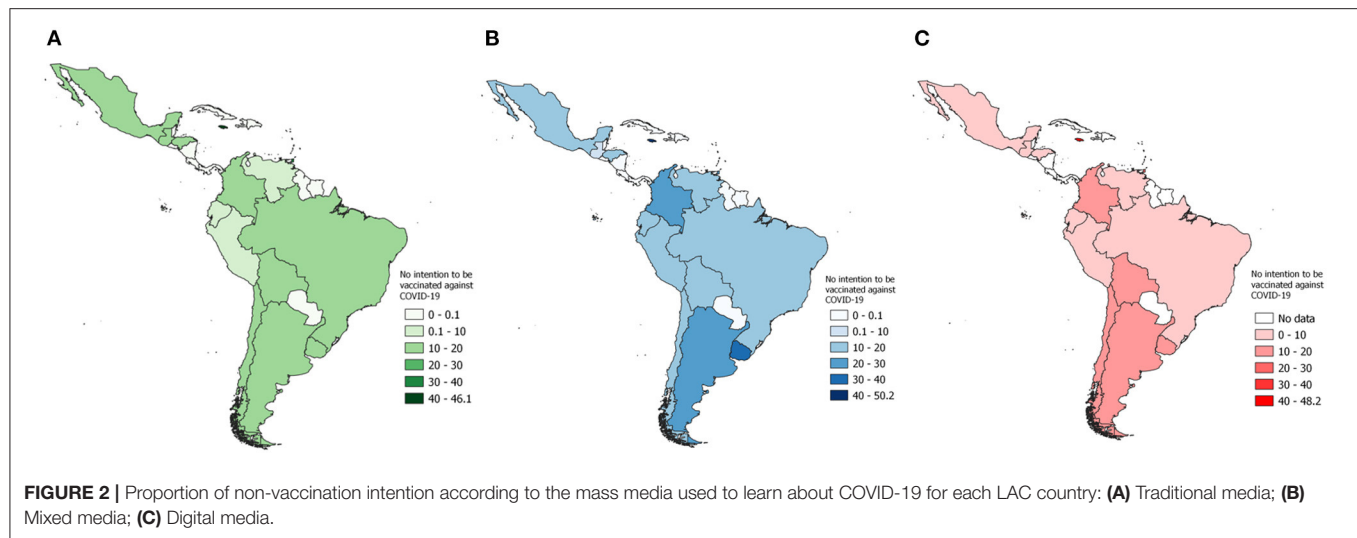 A
B
C
No intention to be
vaccinated against
COVID-19
0 - 0.1
0.1 - 10
10 - 20
20 - 30
30 - 40
40 - 46.1
No intention to be
vaccinated against
COVID-19
0 - 0.1
0.1 - 10
10 - 20
20 - 30
30 - 40
40 - 50.2
No intention to be
vaccinated against
COVID-19
No data
0 - 10
10 - 20
20 - 30
30 - 40
40 - 48.2
FIGURE 2 | Proportion of non-vaccination intention according to the mass media used to learn about COVID-19 for each LAC country: (A) Traditional media; (B)
Mixed media; (C) Digital media.